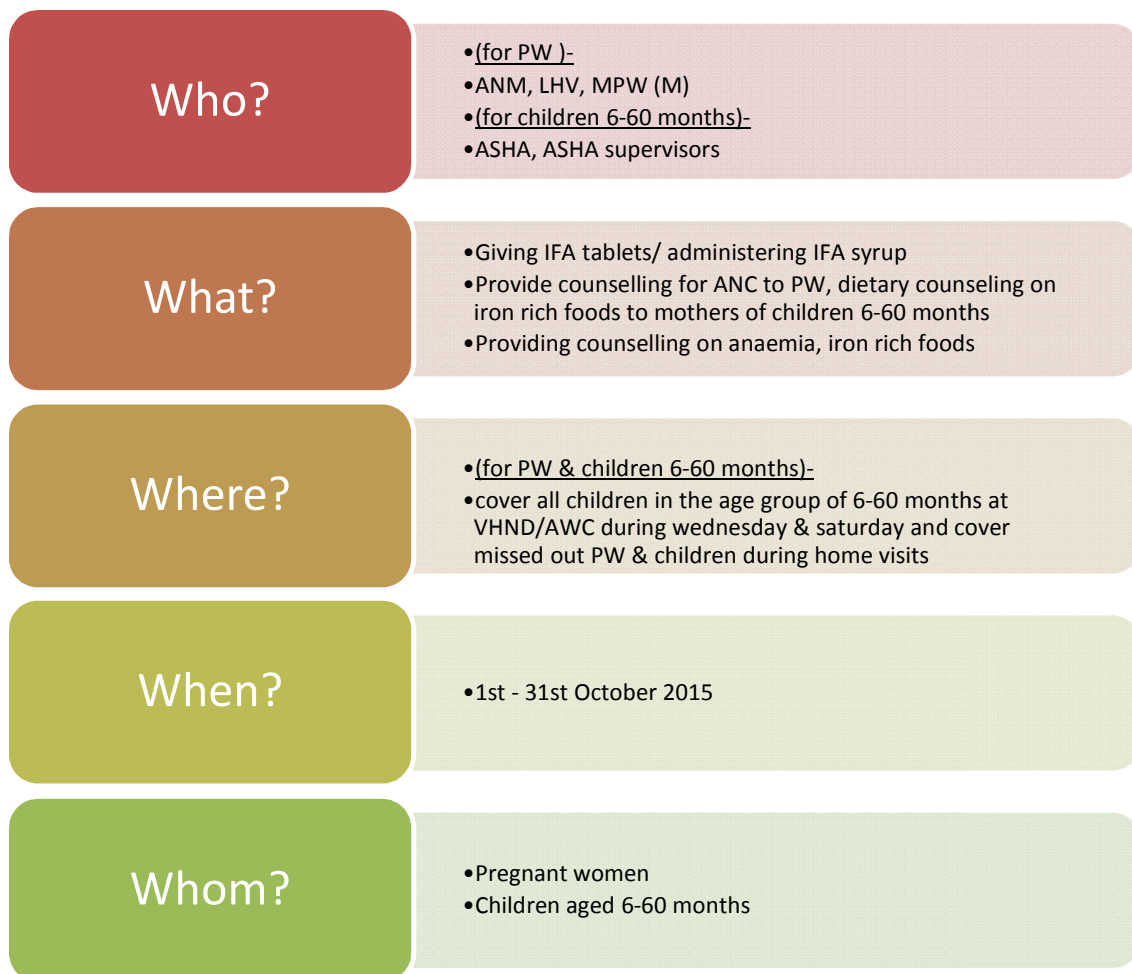 Who?
•(for PW )-
•ANM, LHV, MPW (M)
•(for children 6-60 months)-
•ASHA, ASHA supervisors
What?
•Giving IFA tablets/ administering IFA syrup
•Provide counselling for ANC to PW, dietary counseling on
iron rich foods to mothers of children 6-60 months
•Providing counselling on anaemia, iron rich foods
Where?
•(for PW & children 6-60 months)-
•cover all children in the age group of 6-60 months at
VHND/AWC during wednesday & saturday and cover
missed out PW & children during home visits
When?
•1st - 31st October 2015
Whom?
•Pregnant women
•Children aged 6-60 months